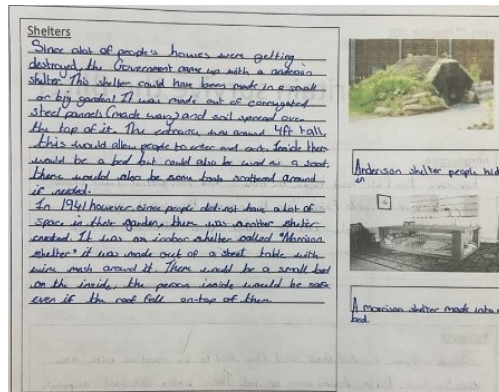 Shelters
Since alot of people's houses were getting
destroyed, the Government came up with a anderson
shelter. This shelter could have been made in a small
or big garden! It was made out of corrugated
steel pannels (made wavy) and soil spread over
the top of it. The entrance was around 4ft tall,
this would allow people to enter and exit. Inside there
would be a bed but could also be used as a seat,
there would also be some tools scattered around
if needed.
In 1941 however since people did not have a lot of
space in their garden, there was another shelter
created. It was an indoor shelter called "Morrison
shelter" it was made out of a steel table with
wire mesh around it. There would be a small bed
on the inside, the person inside would be safe
even if the roof fell on-top of them.
Anderson shelter people hid
in
A morrison shelter made into a
bed.